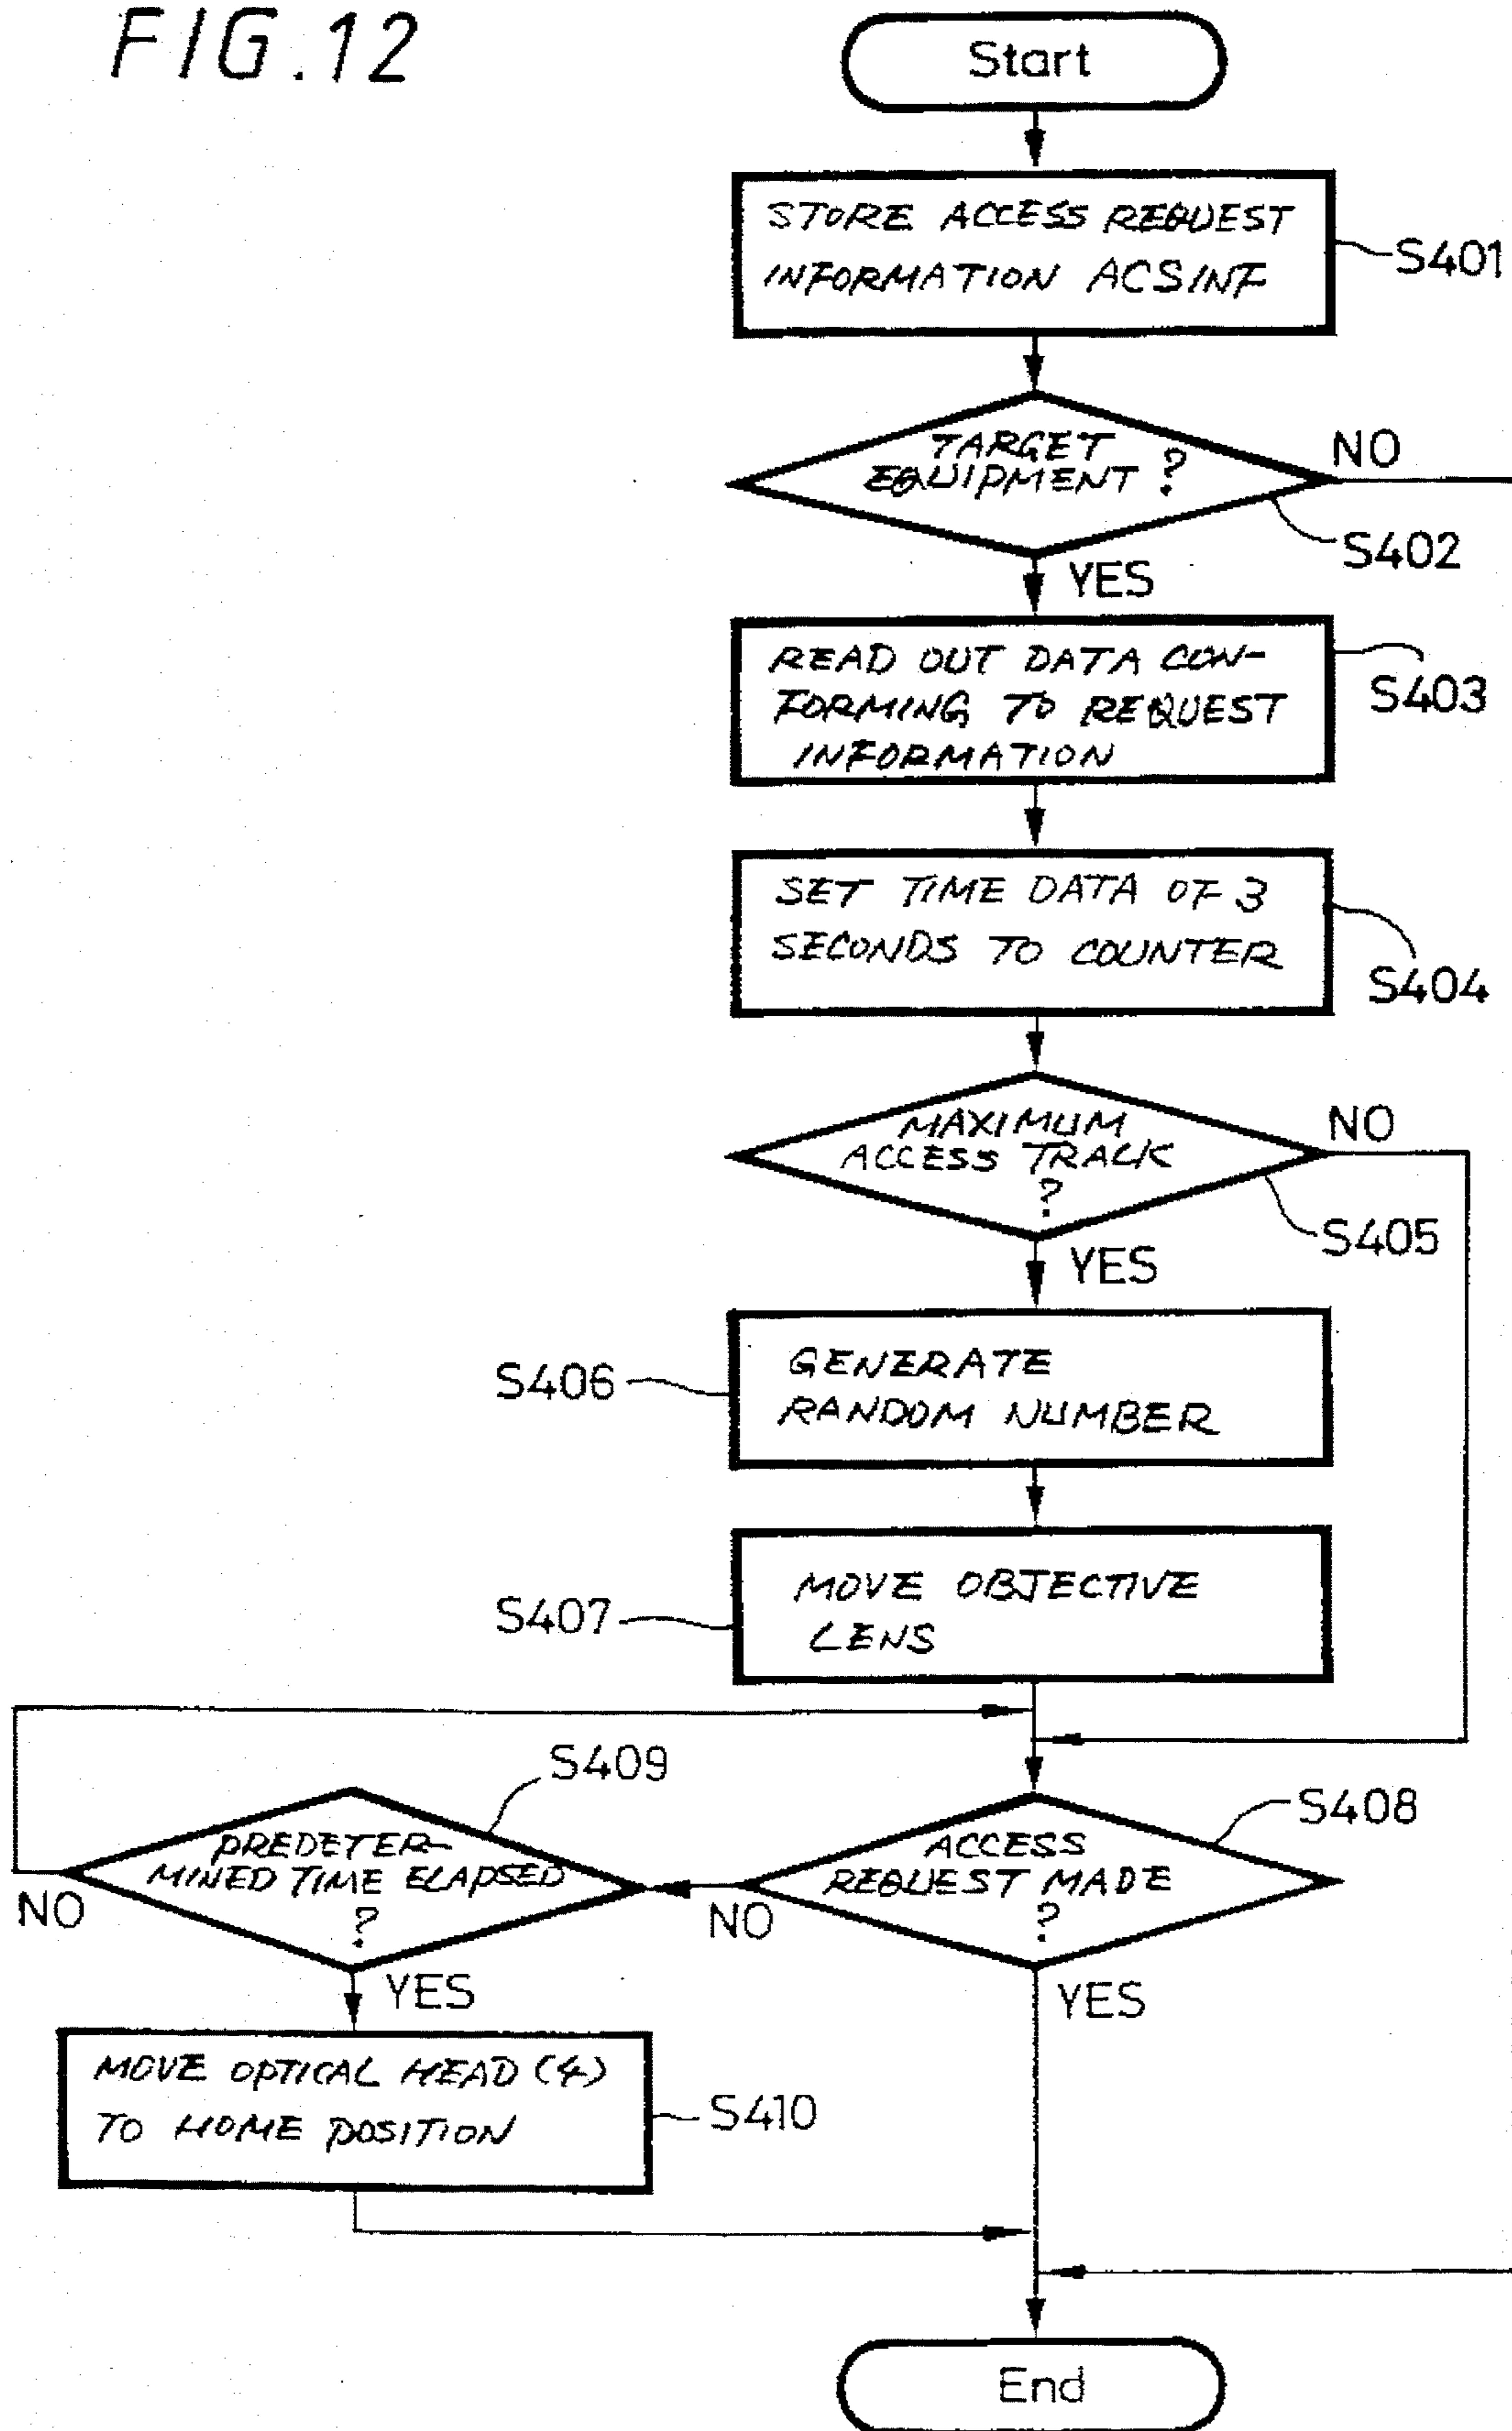 FIG.12
Start
STORE ACCESS REQUEST
INFORMATION ACSINF
S401
TARGET
EQUIPMENT ?
NO
S402
YES
READ OUT DATA CON-
FORMING TO REQUEST
INFORMATION
S403
SET TIME DATA OF 3
SECONDS TO COUNTER
S404
MAXIMUM
ACCESS TRACK
?
NO
S405
YES
GENERATE
RANDOM NUMBER
S406
MOVE OBJECTIVE
LENS
S407
S409
PREDETER-
MINED TIME ELAPSED
?
NO
S408
ACCESS
REQUEST MADE
?
NO
YES
YES
MOVE OPTICAL HEAD (4)
TO HOME POSITION
S410
End